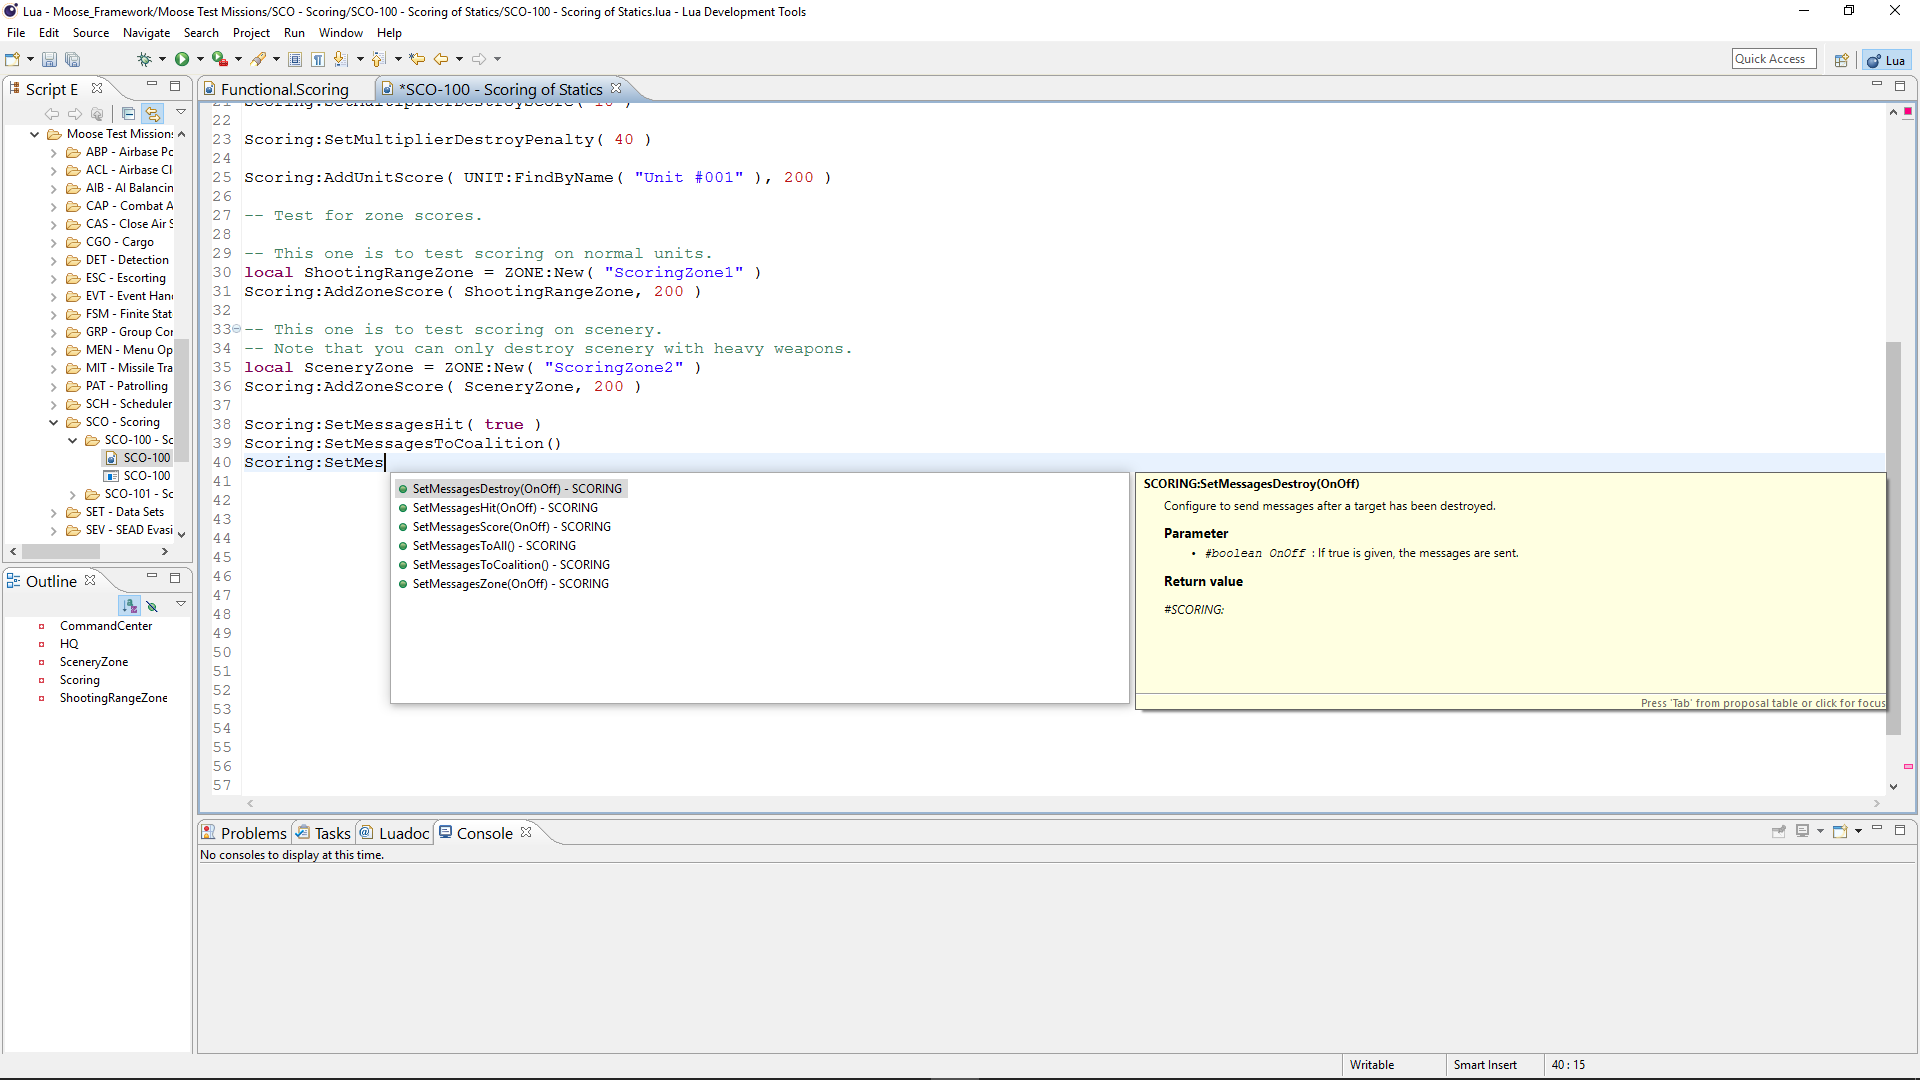 Lua - Moose_Framework/Moose Test Missions/SCO - Scoring/SCO-100 - Scoring of Statics/SCO-100 - Scoring of Statics.lua - Lua Development Tools
File Edit Source Navigate Search Project Run Window Help
Quick Access
Lua
Script E
Moose Test Missions
ABP - Airbase Po
ACL - Airbase Cl
AIB - AI Balancin
CAP - Combat A
CAS - Close Air S
CGO - Cargo
DET - Detection
ESC - Escorting
EVT - Event Han
FSM - Finite Stat
GRP - Group Cor
MEN - Menu Op
MIT - Missile Tra
PAT - Patrolling
SCH - Scheduler
SCO - Scoring
SCO-100 - Sc
SCO-100
SCO-100
SCO-101 - Sc
SET - Data Sets
SEV - SEAD Evasi
Outline
CommandCenter
HQ
SceneryZone
Scoring
ShootingRangeZone
Functional.Scoring
*SCO-100 - Scoring of Statics
21 Scoring:SetMultiplierDestroyScore( 10 )
22
23 Scoring:SetMultiplierDestroyPenalty( 40 )
24
25 Scoring:AddUnitScore( UNIT:FindByName( "Unit #001" ), 200 )
26
27 -- Test for zone scores.
28
29 -- This one is to test scoring on normal units.
30 local ShootingRangeZone = ZONE:New( "ScoringZone1" )
31 Scoring:AddZoneScore( ShootingRangeZone, 200 )
32
33 -- This one is to test scoring on scenery.
34 -- Note that you can only destroy scenery with heavy weapons.
35 local SceneryZone = ZONE:New( "ScoringZone2" )
36 Scoring:AddZoneScore( SceneryZone, 200 )
37
38 Scoring:SetMessagesHit( true )
39 Scoring:SetMessagesToCoalition()
40 Scoring:SetMes
41
42
43
44
45
46
47
48
49
50
51
52
53
54
55
56
57
SetMessagesDestroy(OnOff) - SCORING
SetMessagesHit(OnOff) - SCORING
SetMessagesScore(OnOff) - SCORING
SetMessagesToAll() - SCORING
SetMessagesToCoalition() - SCORING
SetMessagesZone(OnOff) - SCORING
SCORING:SetMessagesDestroy(OnOff)
Configure to send messages after a target has been destroyed.
Parameter
• #boolean OnOff : If true is given, the messages are sent.
Return value
#SCORING:
Press 'Tab' from proposal table or click for focus
Problems Tasks Luadoc Console
No consoles to display at this time.
Writable Smart Insert 40 : 15